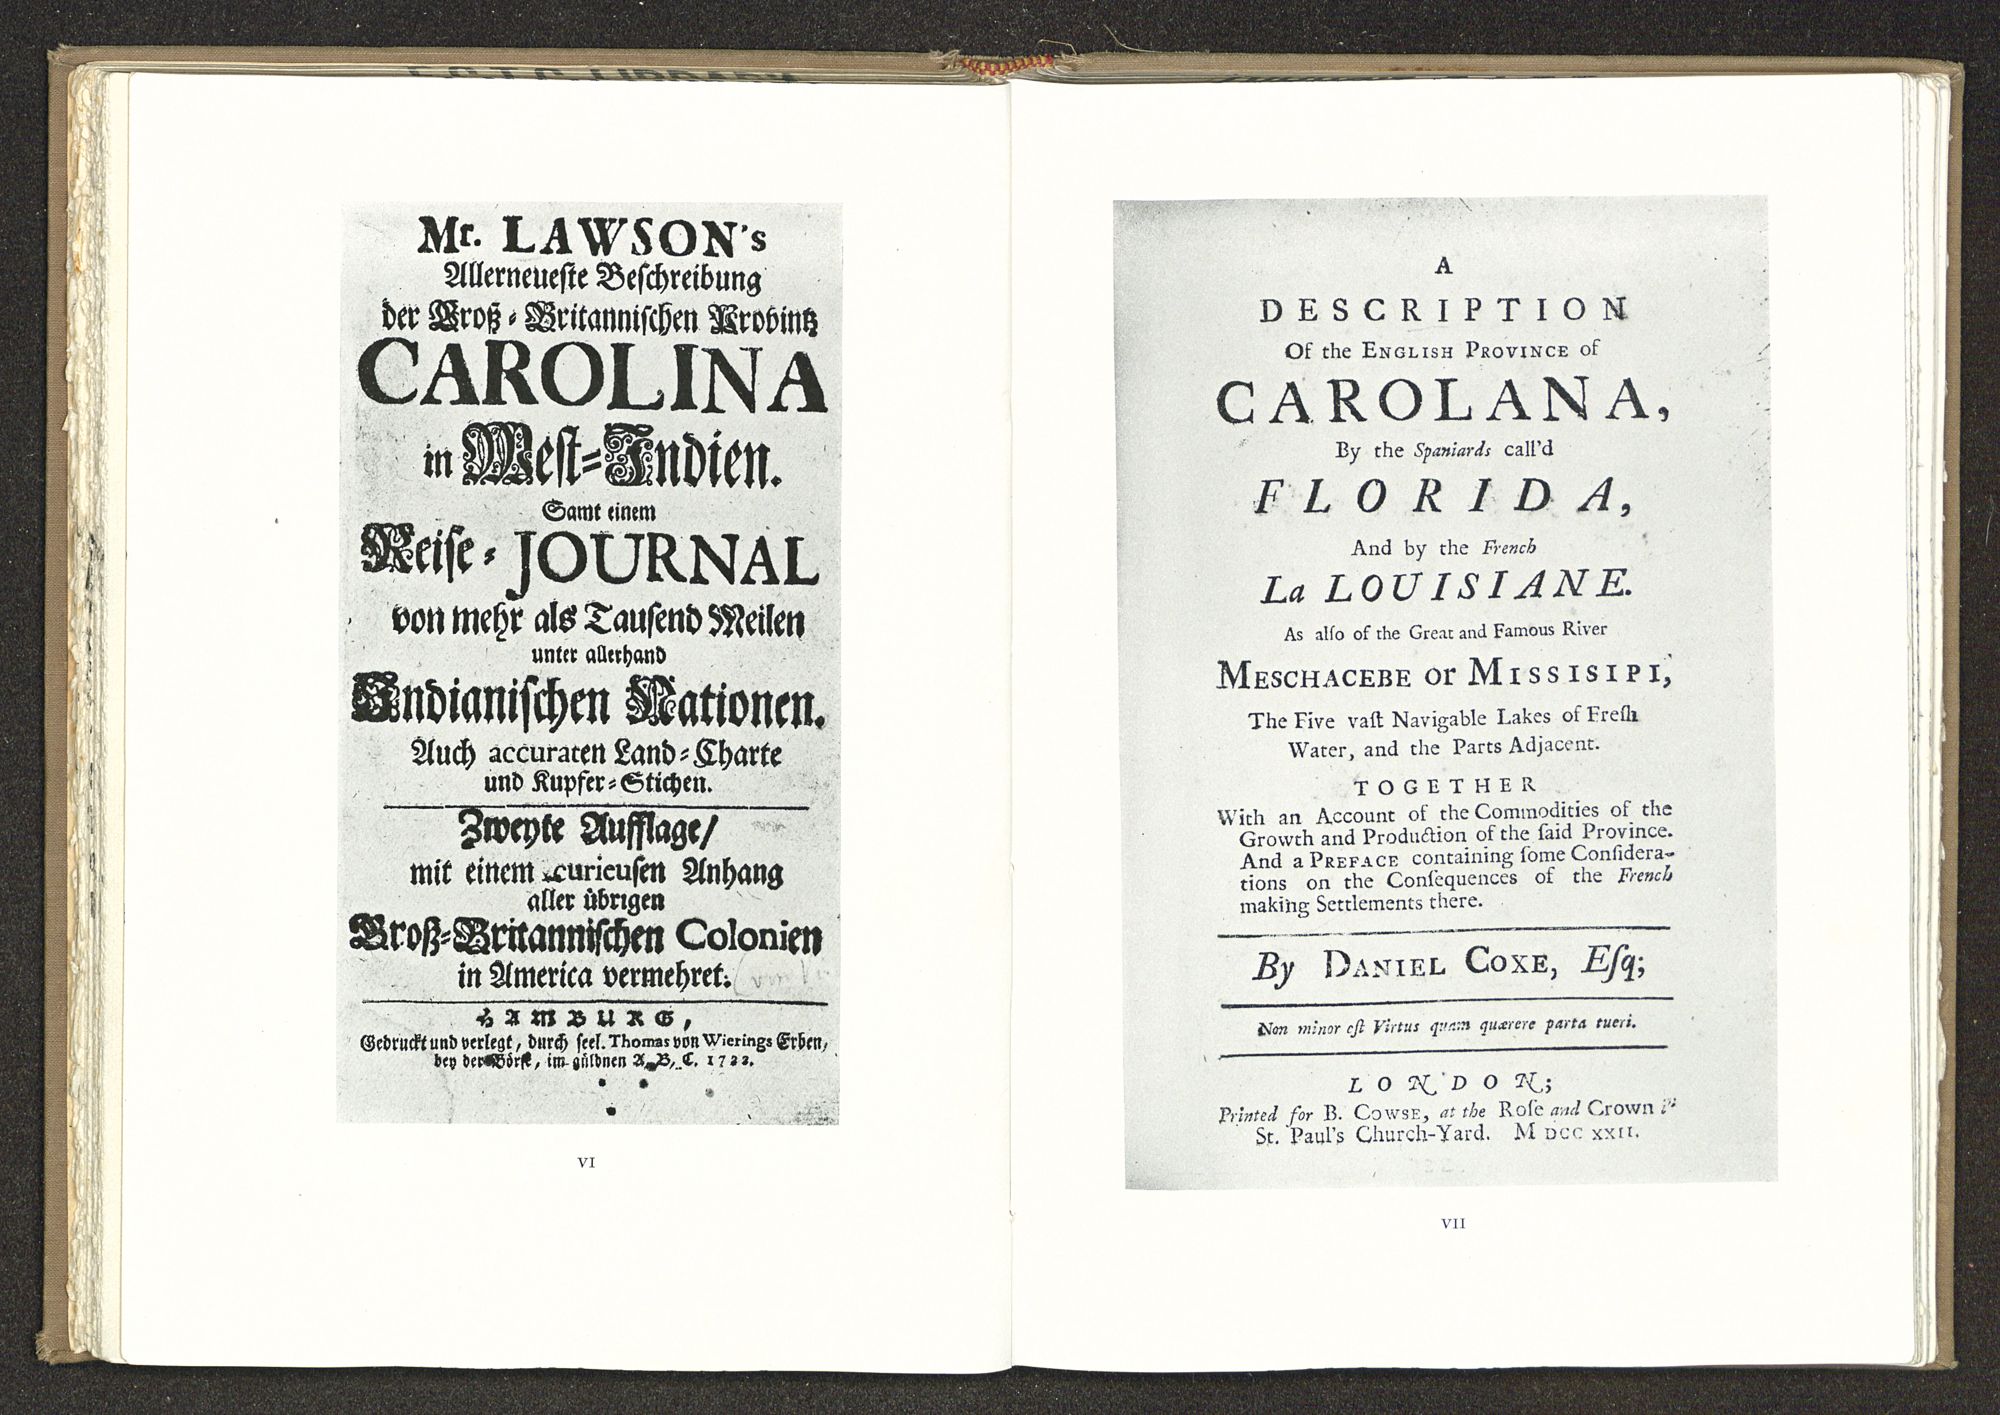 Mr. LAWSON's
Allerneueſte Beſchreibung
der Groß-Britanniſchen Provintz
CAROLINA
in Weſt-Indien.
Samt einem
Reiſe-JOURNAL
von mehr als Tauſend Meilen
unter allerhand
Indianiſchen Nationen.
Auch accuraten Land-Charte
und Kupfer-Stichen.
Zweyte Aufflage/
mit einem curieuſen Anhang
aller übrigen
Groß-Britanniſchen Colonien
in America vermehret.
HAMBURG,
Gedruckt und verlegt, durch ſeel. Thomas von Wierings Erben,
bey der Börſe, im güldnen A, B, C. 1722.
VI
A
DESCRIPTION
Of the ENGLISH PROVINCE of
CAROLANA,
By the Spaniards call'd
FLORIDA,
And by the French
La LOUISIANE.
As alſo of the Great and Famous River
MESCHACEBE or MISSISIPI,
The Five vaſt Navigable Lakes of Freſh
Water, and the Parts Adjacent.
TOGETHER
With an Account of the Commodities of the
Growth and Production of the ſaid Province.
And a PREFACE containing ſome Conſidera-
tions on the Conſequences of the French
making Settlements there.
By DANIEL COXE, Eſq;
Non minor eſt Virtus quam quærere parta tueri.
LONDON;
Printed for B. COWSE, at the Roſe and Crown in
St. Paul's Church-Yard. M DCC XXII.
VII